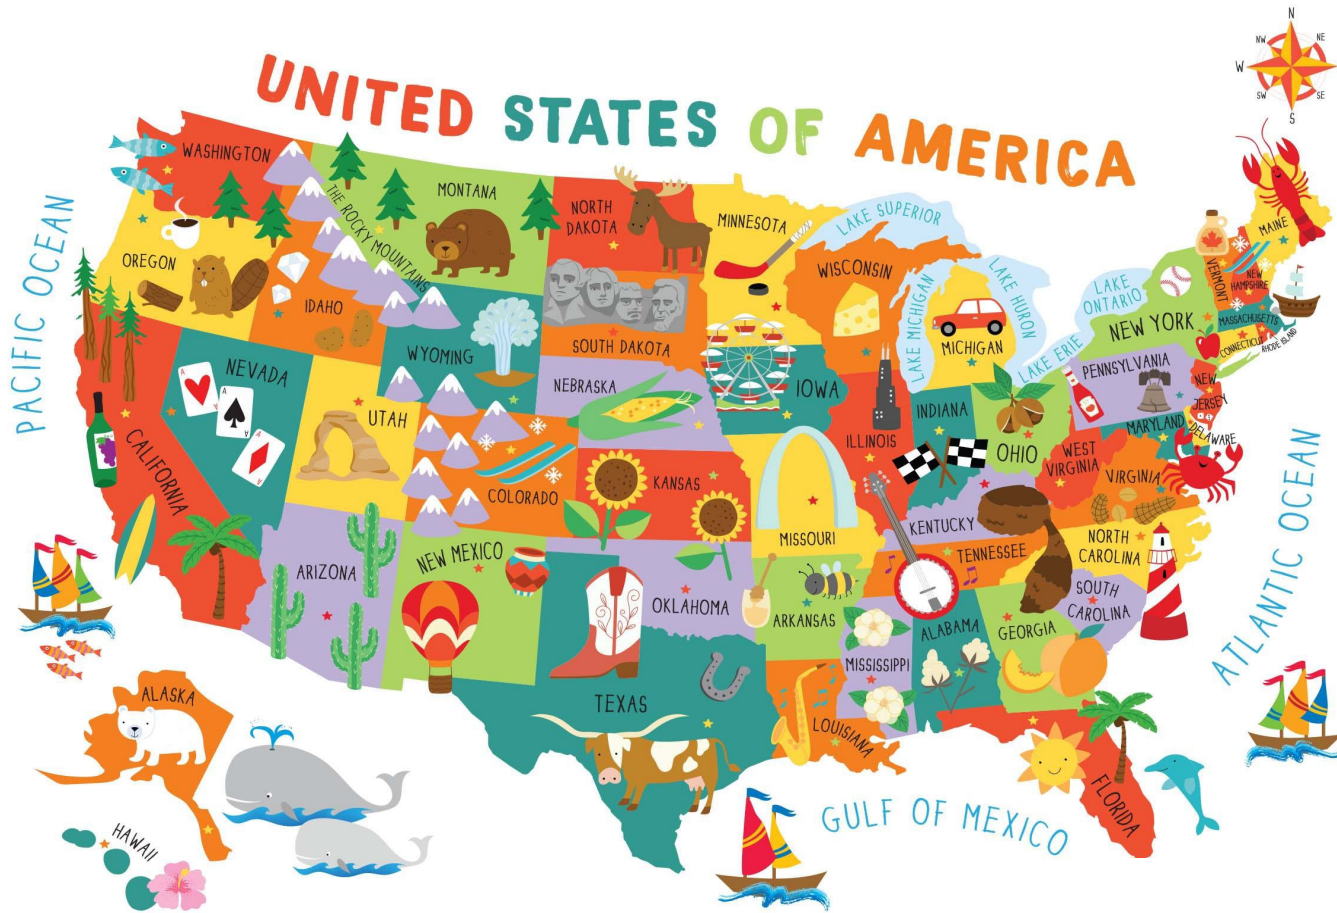 UNITED STATES OF AMERICA
N
NW
NE
W
SW
SE
S
PACIFIC OCEAN
WASHINGTON
THE ROCKY MOUNTAINS
MONTANA
NORTH
DAKOTA
MINNESOTA
LAKE SUPERIOR
MAINE
OREGON
IDAHO
WISCONSIN
LAKE MICHIGAN
LAKE HURON
LAKE
ONTARIO
VERMONT
NEW
HAMPSHIRE
WYOMING
SOUTH DAKOTA
MICHIGAN
LAKE ERIE
NEW YORK
MASSACHUSETTS
CONNECTICUT
RHODE ISLAND
NEVADA
A
A
A
A
UTAH
NEBRASKA
IOWA
ILLINOIS
INDIANA
OHIO
PENNSYLVANIA
NEW
JERSEY
MARYLAND
DELAWARE
CALIFORNIA
COLORADO
KANSAS
MISSOURI
KENTUCKY
WEST
VIRGINIA
VIRGINIA
ARIZONA
NEW MEXICO
OKLAHOMA
ARKANSAS
TENNESSEE
NORTH
CAROLINA
SOUTH
CAROLINA
TEXAS
LOUISIANA
MISSISSIPPI
ALABAMA
GEORGIA
FLORIDA
ATLANTIC OCEAN
ALASKA
HAWAII
GULF OF MEXICO